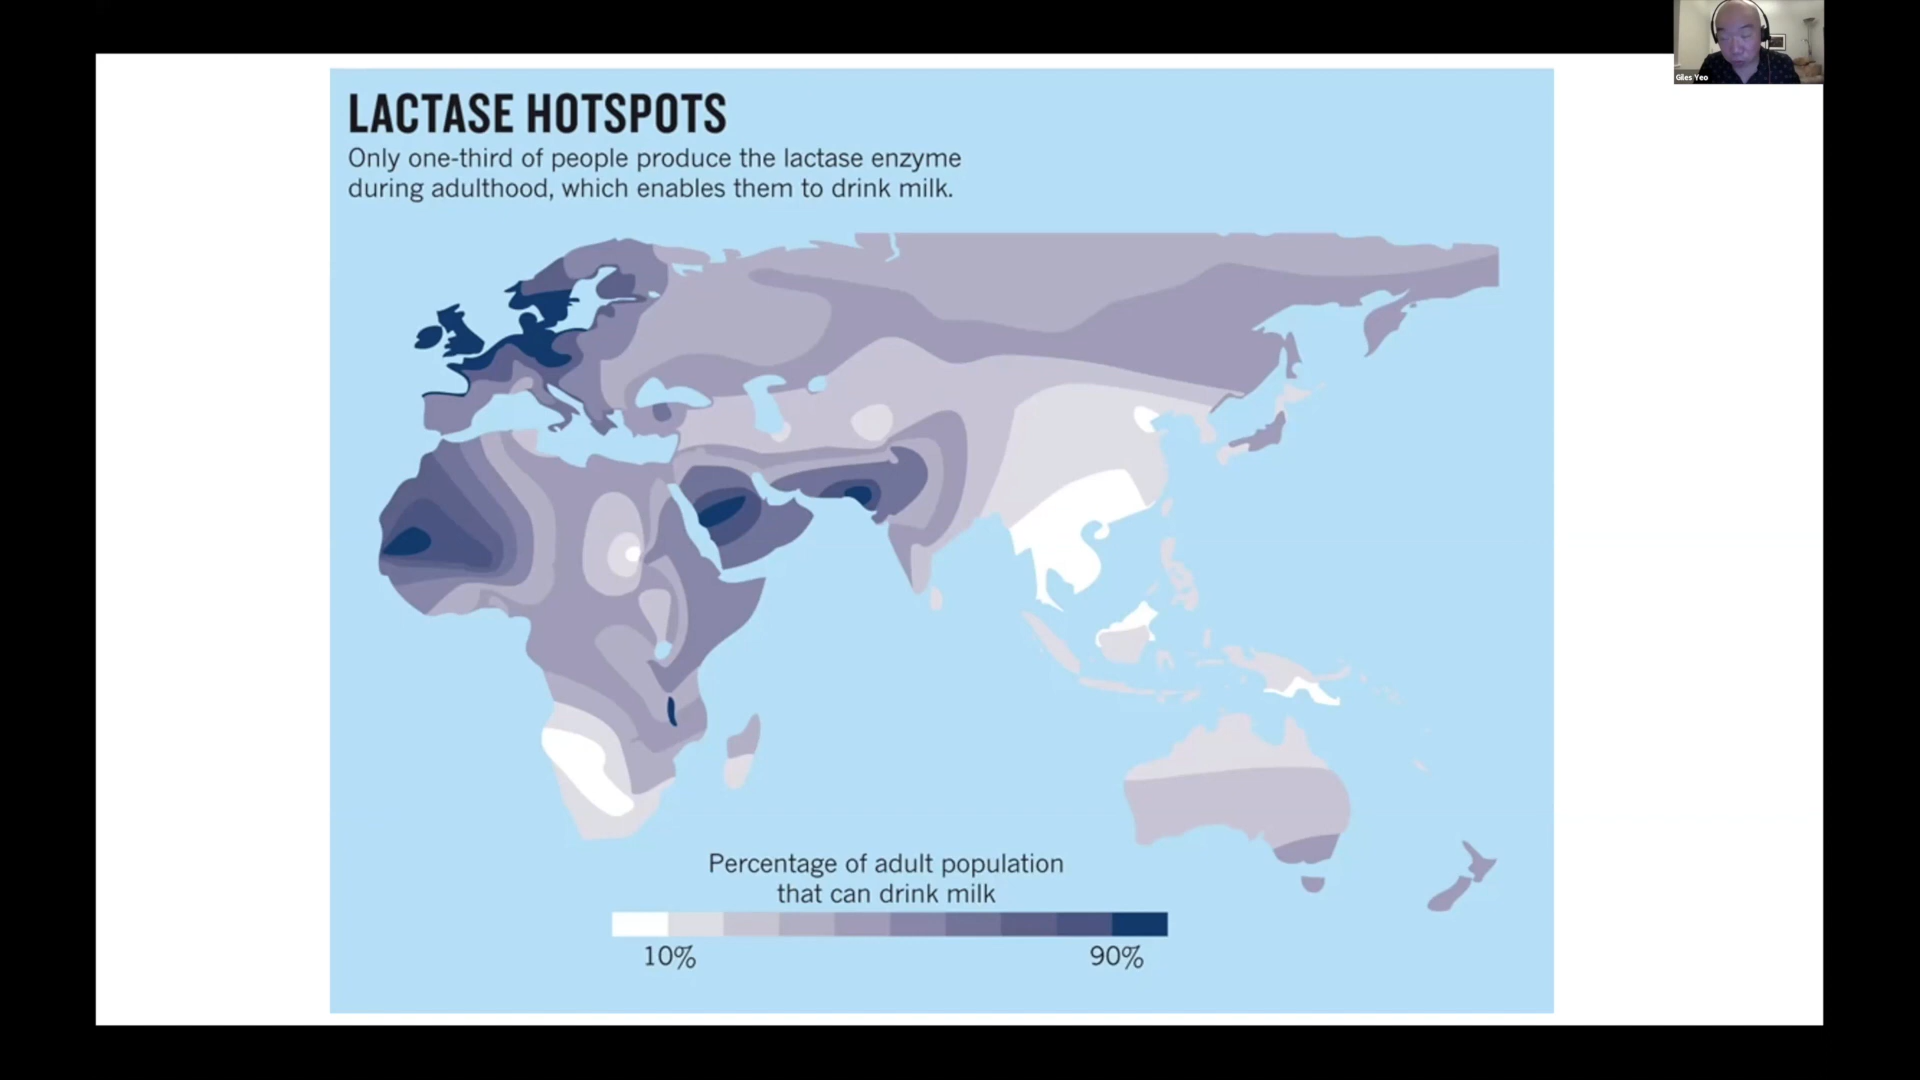 Giles Yeo
LACTASE HOTSPOTS
Only one-third of people produce the lactase enzyme
during adulthood, which enables them to drink milk.
Percentage of adult population
that can drink milk
10%
90%